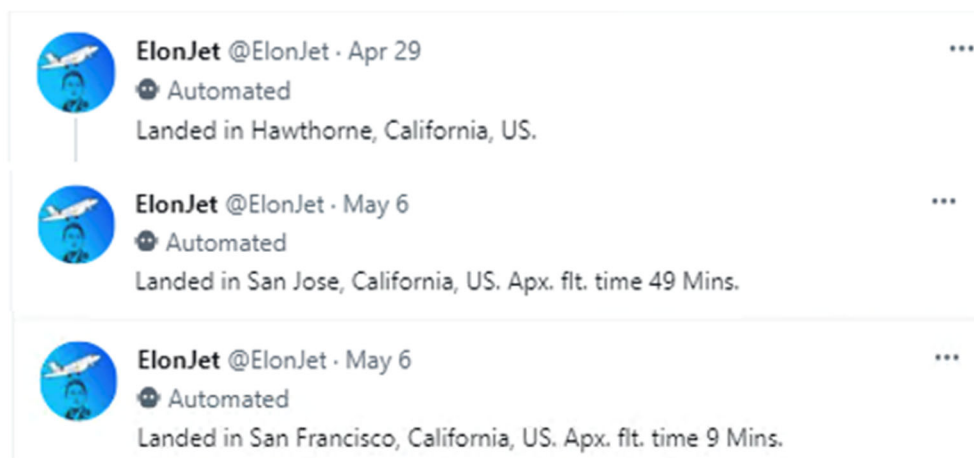 ElonJet @ElonJet · Apr 29
Automated
Landed in Hawthorne, California, US.
ElonJet @ElonJet · May 6
Automated
Landed in San Jose, California, US. Apx. flt. time 49 Mins.
ElonJet @ElonJet · May 6
Automated
Landed in San Francisco, California, US. Apx. flt. time 9 Mins.